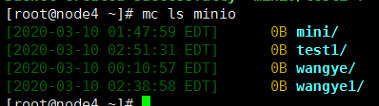 [root@node4 ~]# mc ls minio
[2020-03-10 01:47:59 EDT]     0B mini/
[2020-03-10 02:51:31 EDT]     0B test1/
[2020-03-10 00:10:57 EDT]     0B wangye/
[2020-03-10 02:38:58 EDT]     0B wangye1/
[root@node4 ~]#